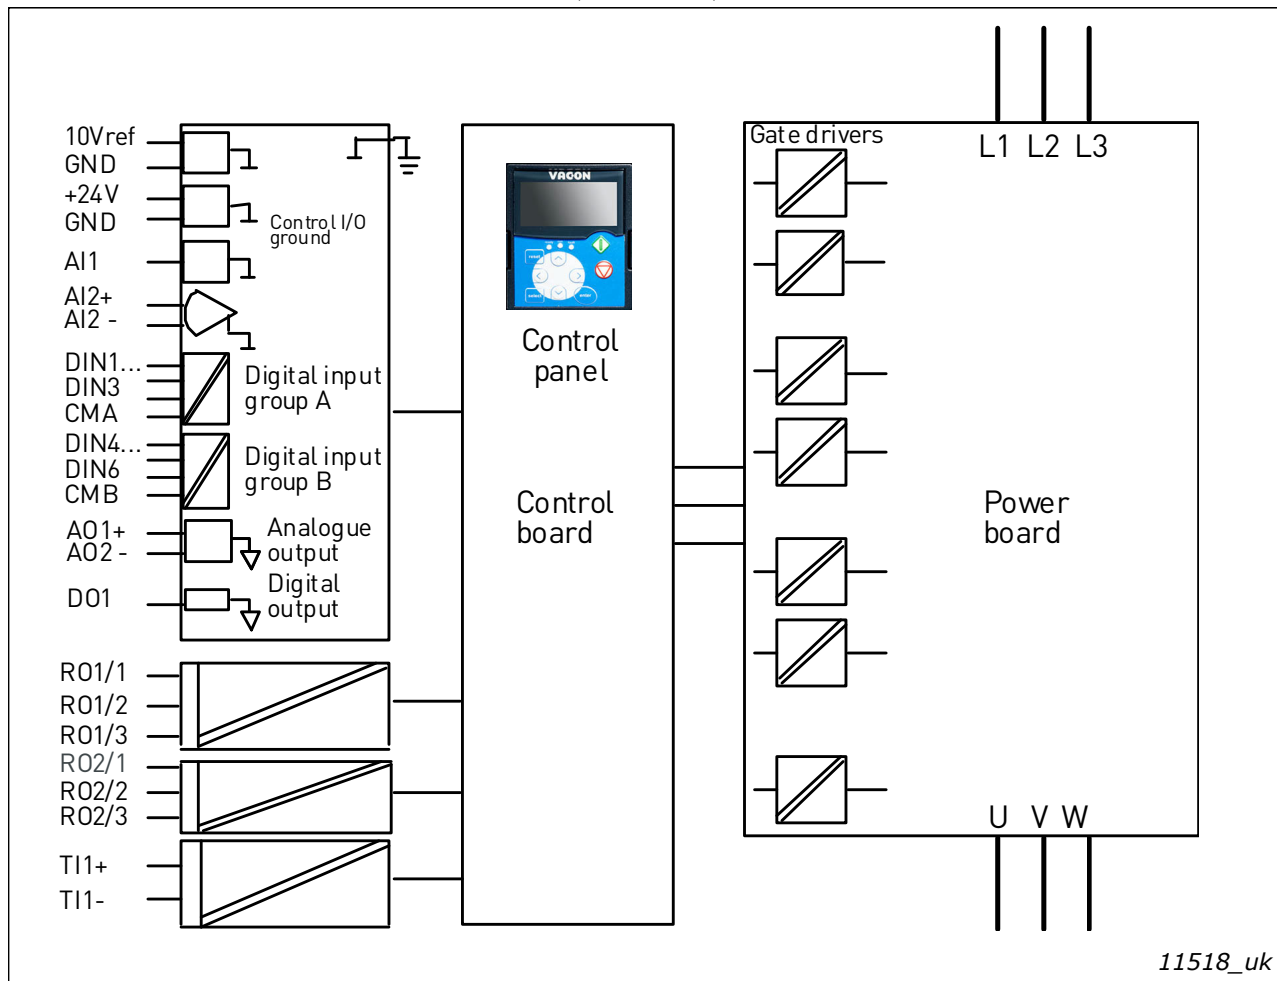 10Vref
GND
+24V
GND
Control I/O
ground
AI1
AI2+
AI2 -
DIN1...
DIN3
CMA
Digital input
group A
DIN4...
DIN6
CMB
Digital input
group B
AO1+
AO2 -
Analogue
output
DO1
Digital
output
RO1/1
RO1/2
RO1/3
RO2/1
RO2/2
RO2/3
TI1+
TI1-
VACON
Control
panel
Control
board
Gate drivers
L1 L2 L3
Power
board
U V W
11518_uk